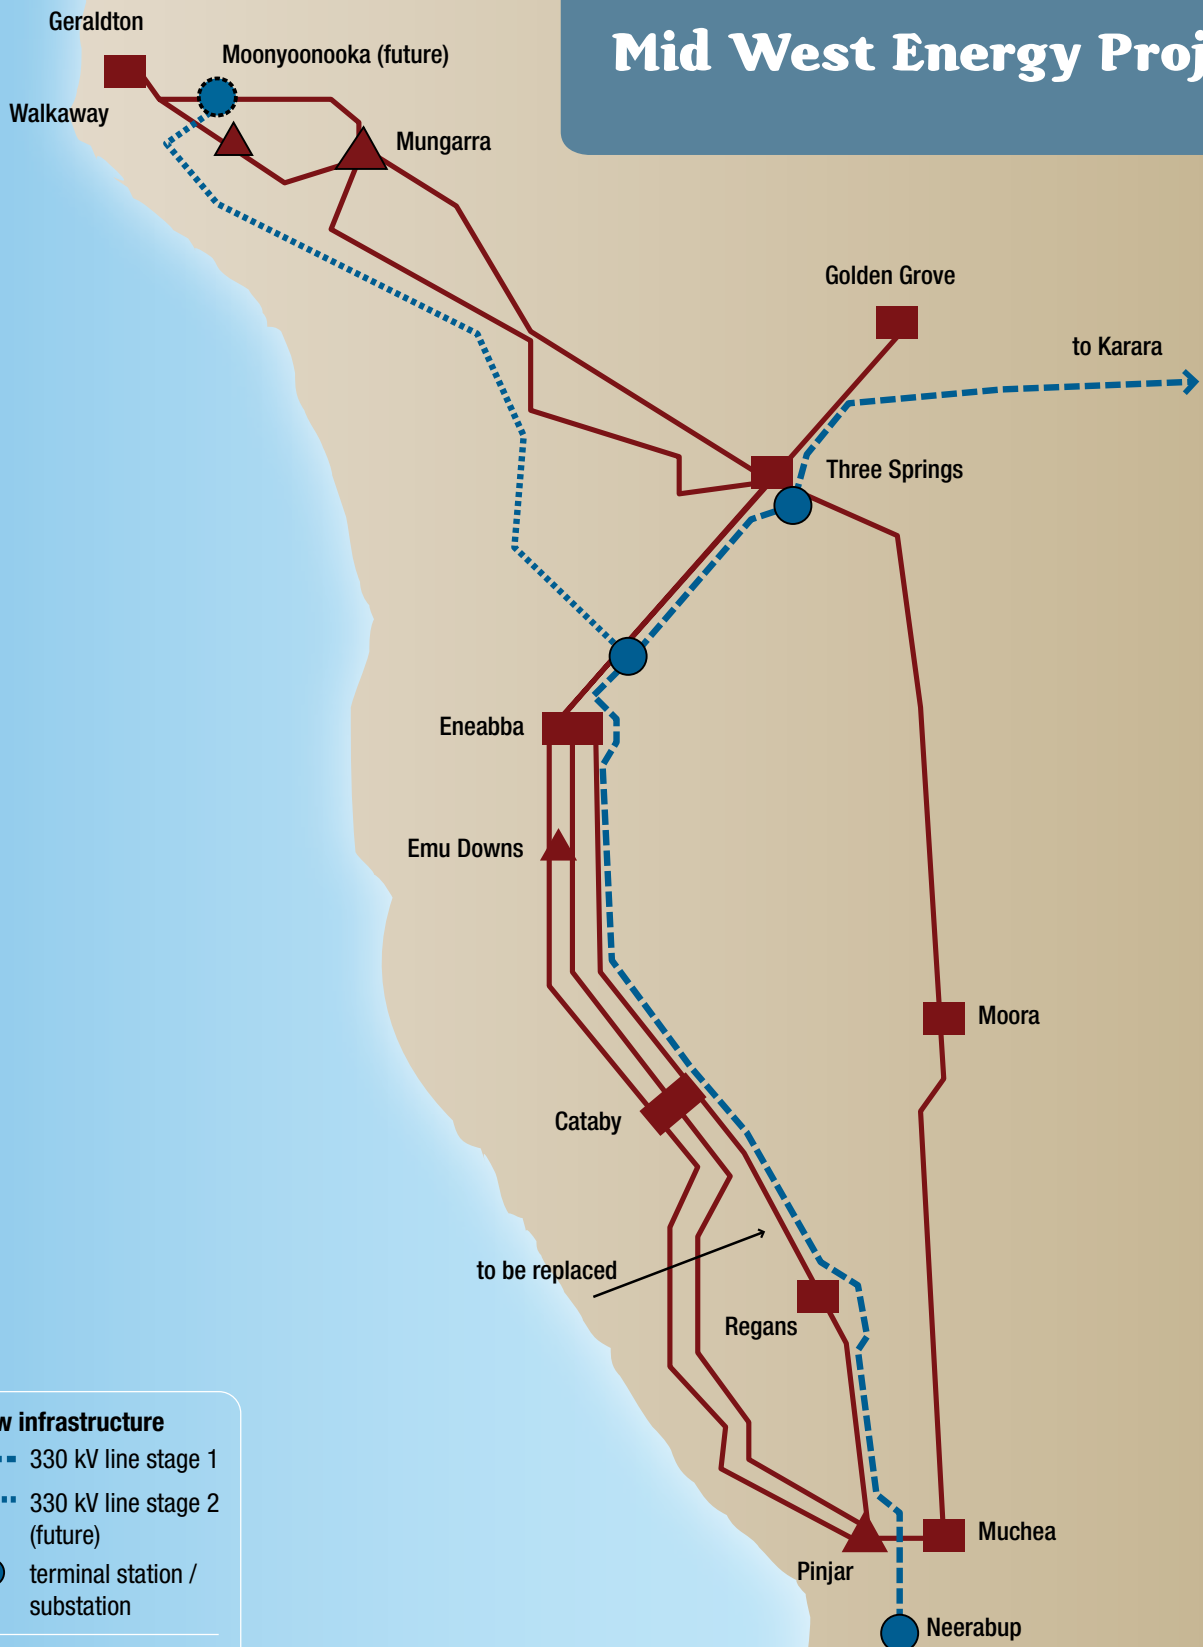 Mid West Energy Proj
Geraldton
Moonyoonooka (future)
Walkaway
Mungarra
Golden Grove
to Karara
Three Springs
Eneabba
Emu Downs
Moora
Cataby
to be replaced
Regans
Muchea
Pinjar
Neerabup
w infrastructure
330 kV line stage 1
330 kV line stage 2
(future)
terminal station /
substation